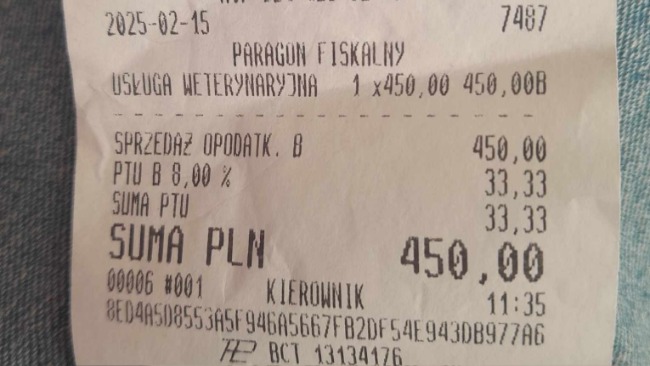 2025-02-15 7487
PARAGON FISKALNY
USŁUGA WETERYNARYJNA 1 x450,00 450,00B
SPRZEDAŻ OPODATK. B 450,00
PTU B 8,00 % 33,33
SUMA PTU 33,33
SUMA PLN 450,00
00006 #001 KIEROWNIK 11:35
8ED4A5D8553A5F946A5667FB2DF54E943DB977A6
BCT 13134176